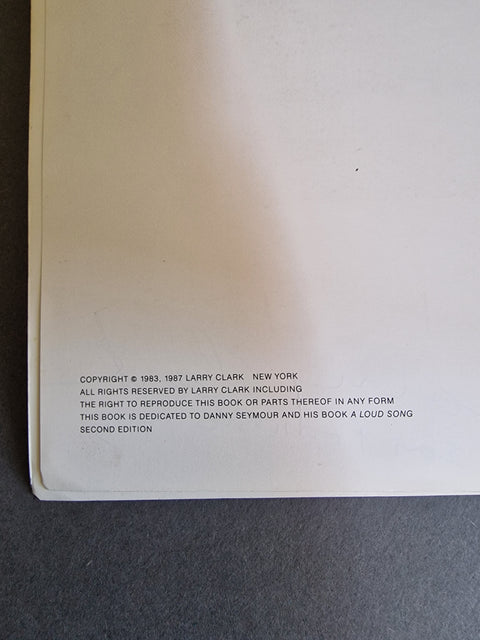 COPYRIGHT © 1983, 1987 LARRY CLARK NEW YORK
ALL RIGHTS RESERVED BY LARRY CLARK INCLUDING
THE RIGHT TO REPRODUCE THIS BOOK OR PARTS THEREOF IN ANY FORM
THIS BOOK IS DEDICATED TO DANNY SEYMOUR AND HIS BOOK A LOUD SONG
SECOND EDITION